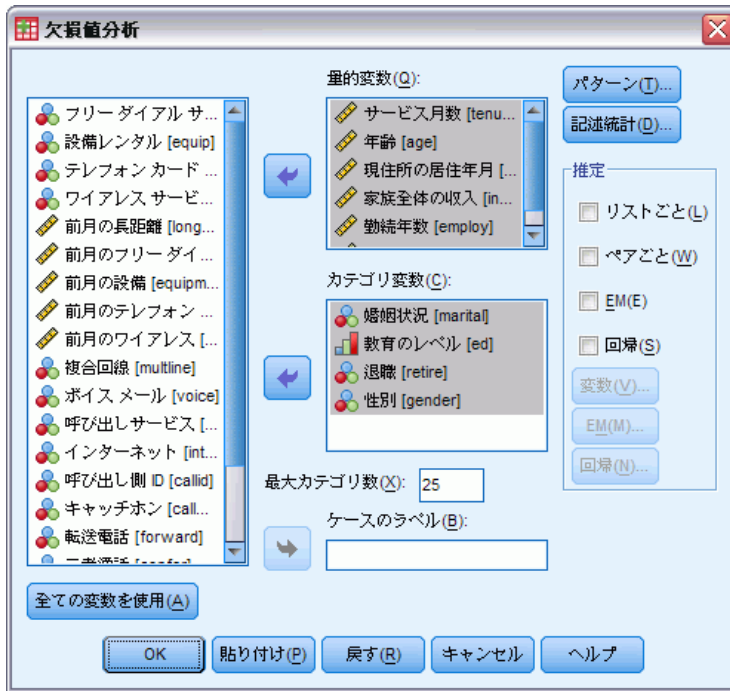 欠損値分析
フリー ダイアル サ...
設備レンタル [equip]
テレフォン カード ...
ワイアレス サービ...
前月の長距離 [long...
前月のフリー ダイ...
前月の設備 [equipm...
前月のテレフォン ...
前月のワイアレス [...
複合回線 [multline]
ボイス メール [voice]
呼び出しサービス [...
インターネット [int...
呼び出し側 ID [callid]
キャッチホン [call...
転送電話 [forward]
全ての変数を使用(A)
量的変数(Q):
サービス月数 [tenu...
年齢 [age]
現住所の居住年月 [...
家族全体の収入 [in...
勤続年数 [employ]
カテゴリ変数(C):
婚姻状況 [marital]
教育のレベル [ed]
退職 [retire]
性別 [gender]
最大カテゴリ数(X): 25
ケースのラベル(B):
パターン(T)...
記述統計(D)...
推定
リストごと(L)
ペアごと(W)
EM(E)
回帰(S)
変数(V)...
EM(M)...
回帰(N)...
OK
貼り付け(P)
戻す(R)
キャンセル
ヘルプ